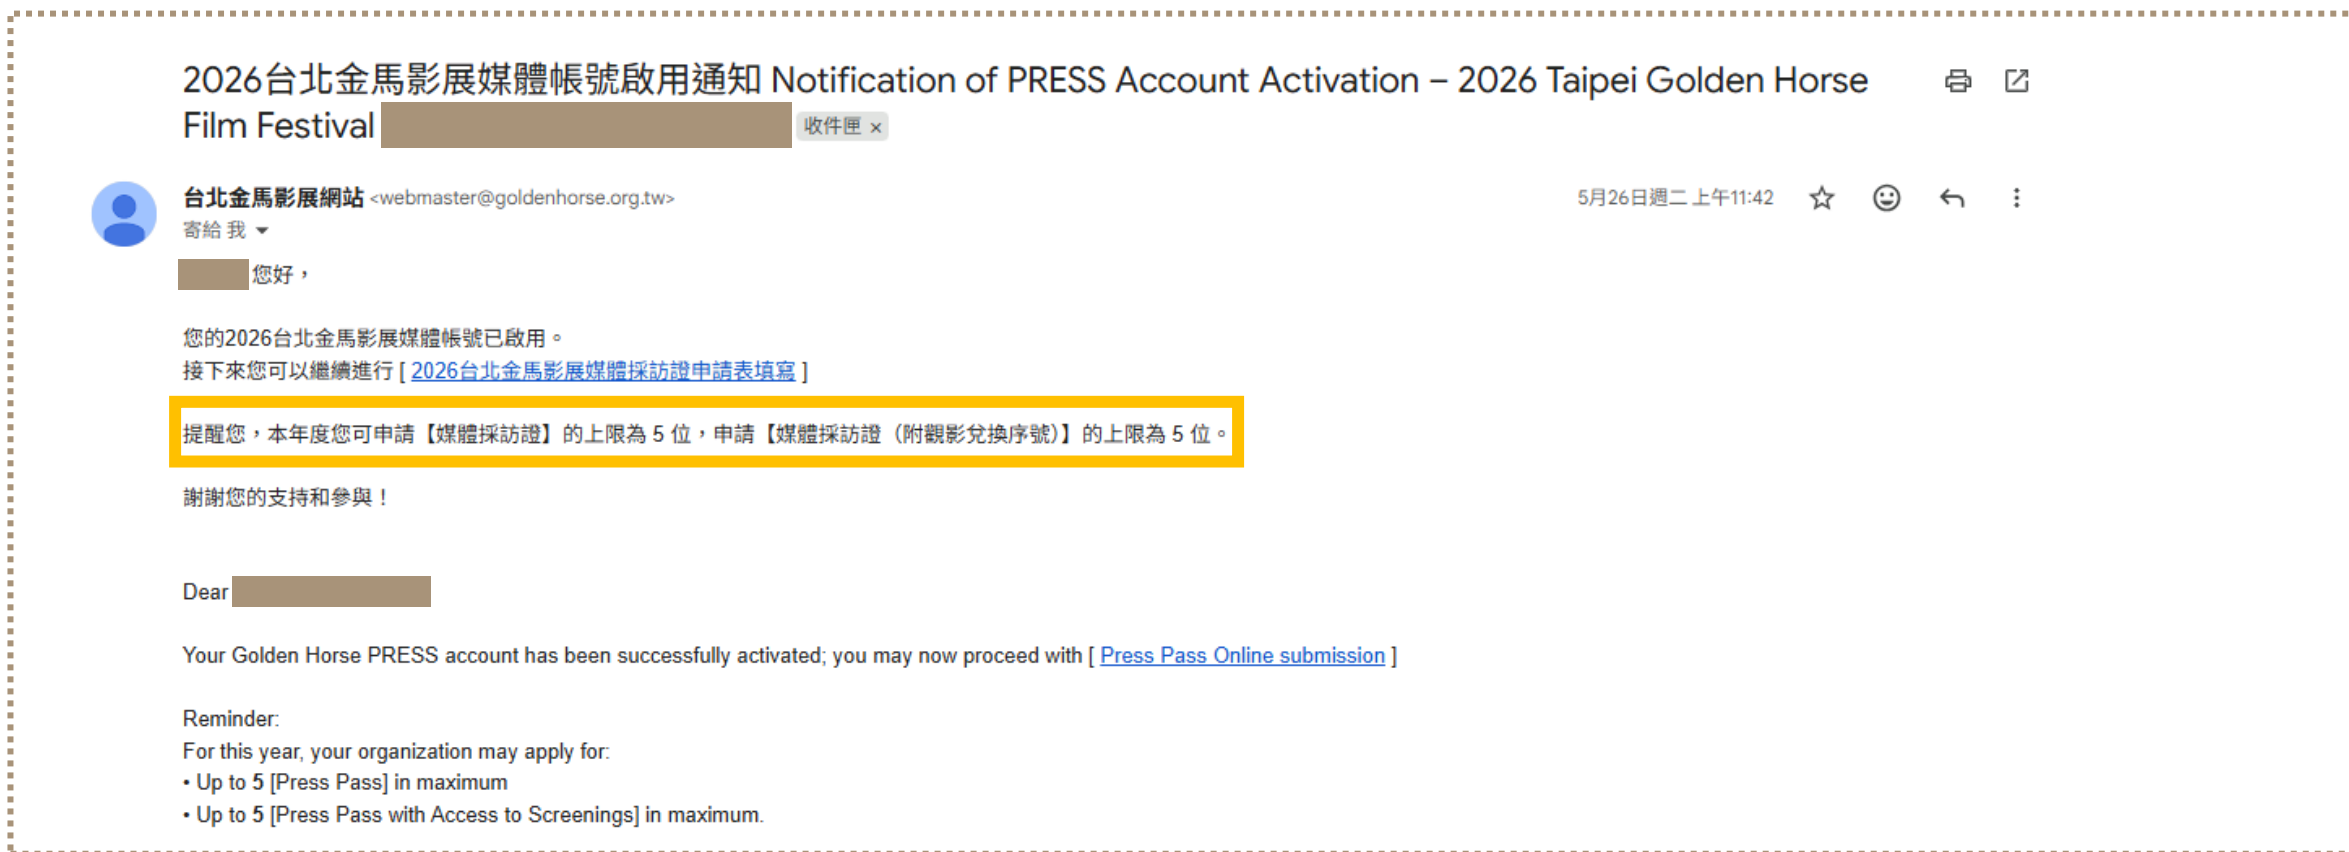 2026台北金馬影展媒體帳號啟用通知 Notification of PRESS Account Activation – 2026 Taipei Golden Horse
Film Festival 收件匣 ×
台北金馬影展網站 <webmaster@goldenhorse.org.tw>
5月26日週二 上午11:42
寄給 我
您好，
您的2026台北金馬影展媒體帳號已啟用。
接下來您可以繼續進行 [ 2026台北金馬影展媒體採訪證申請表填寫 ]
提醒您，本年度您可申請【媒體採訪證】的上限為 5 位，申請【媒體採訪證（附觀影兌換序號）】的上限為 5 位。
謝謝您的支持和參與！
Dear
Your Golden Horse PRESS account has been successfully activated; you may now proceed with [ Press Pass Online submission ]
Reminder:
For this year, your organization may apply for:
• Up to 5 [Press Pass] in maximum
• Up to 5 [Press Pass with Access to Screenings] in maximum.